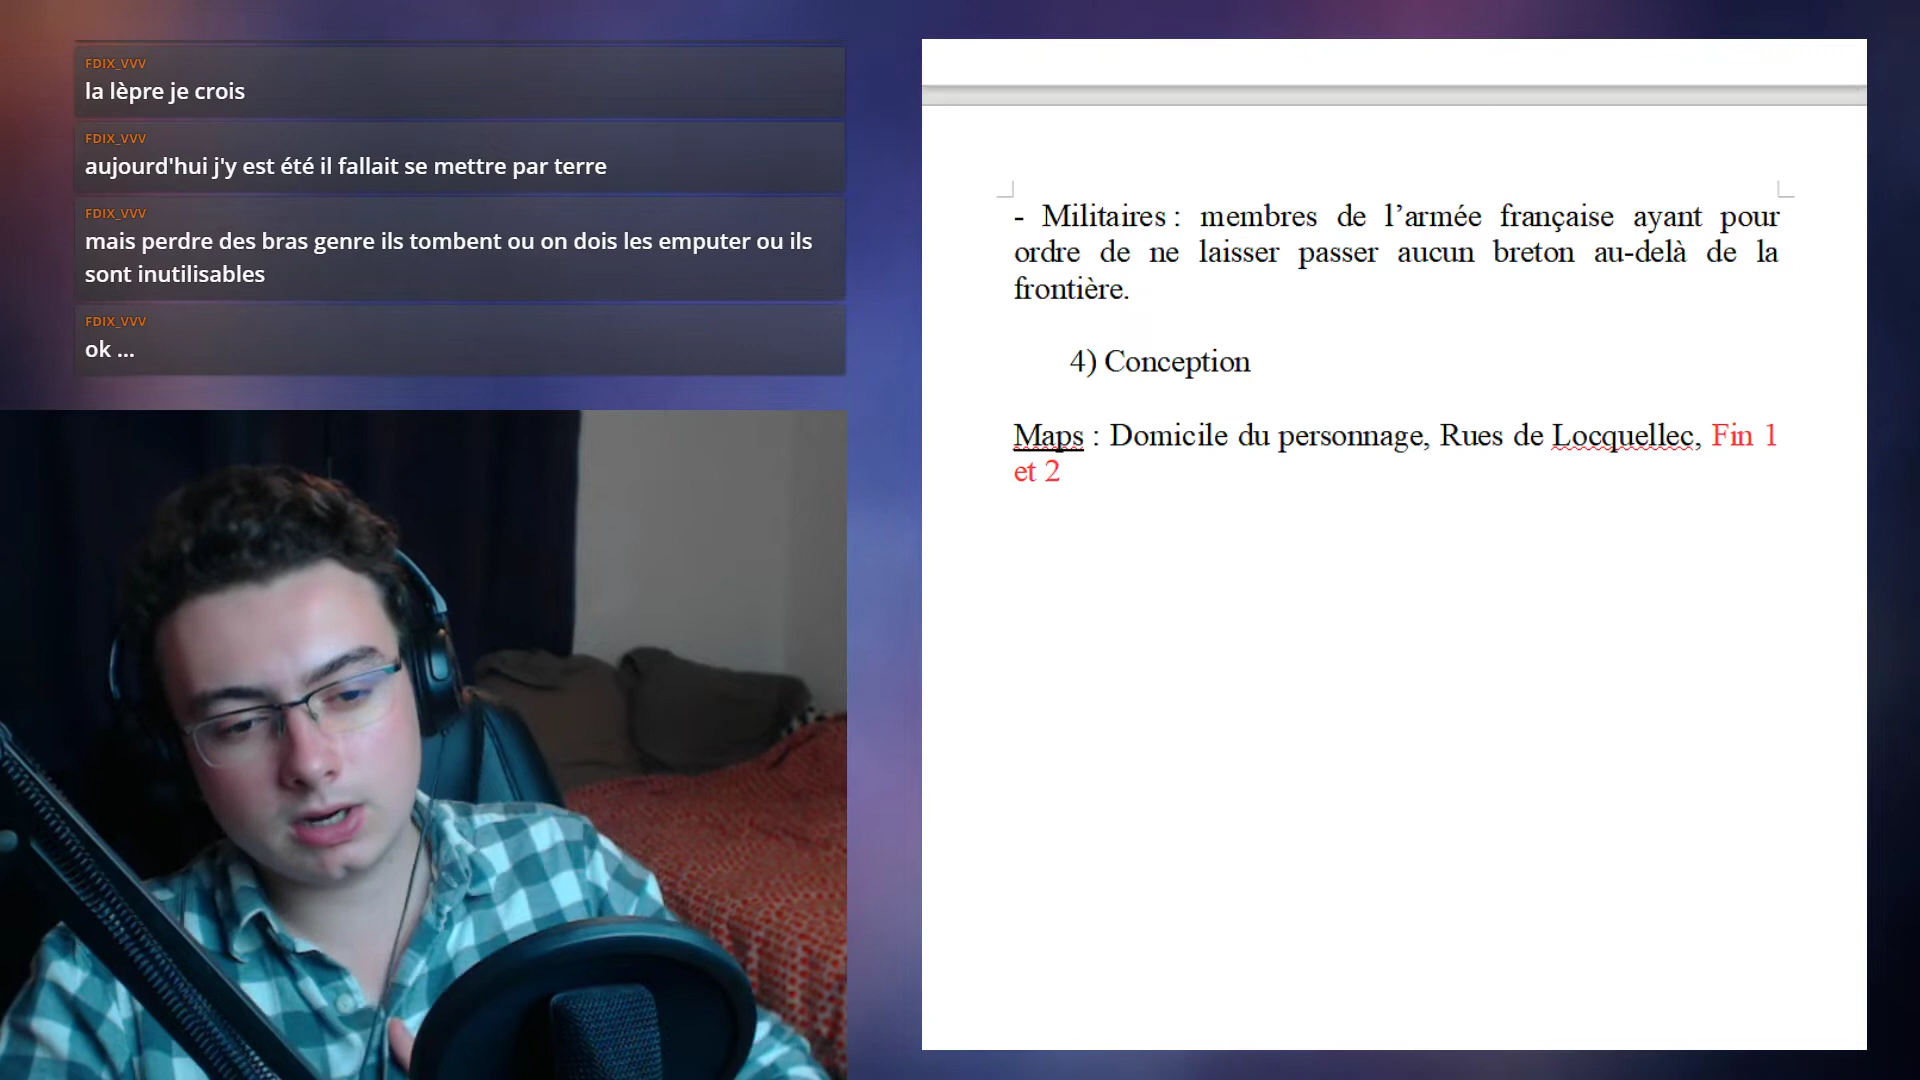 FDIX_VVV
la lèpre je crois
FDIX_VVV
aujourd'hui j'y est été il fallait se mettre par terre
FDIX_VVV
mais perdre des bras genre ils tombent ou on dois les emputer ou ils
sont inutilisables
FDIX_VVV
ok ...
- Militaires : membres de l’armée française ayant pour
ordre de ne laisser passer aucun breton au-delà de la
frontière.
4) Conception
Maps : Domicile du personnage, Rues de Locquellec, Fin 1
et 2